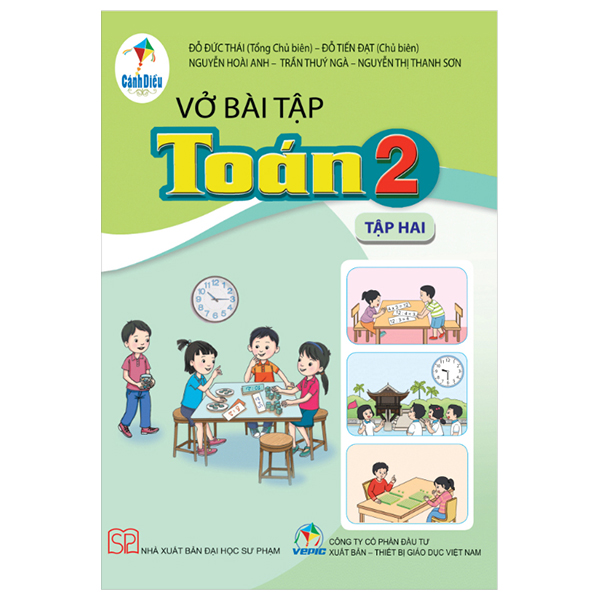 Cánh Diều
ĐỖ ĐỨC THÁI (Tổng Chủ biên) – ĐỖ TIẾN ĐẠT (Chủ biên)
NGUYỄN HOÀI ANH – TRẦN THUÝ NGÀ – NGUYỄN THỊ THANH SƠN
VỞ BÀI TẬP
Toán 2
TẬP HAI
SP
NHÀ XUẤT BẢN ĐẠI HỌC SƯ PHẠM
VEPIC
CÔNG TY CỔ PHẦN ĐẦU TƯ
XUẤT BẢN – THIẾT BỊ GIÁO DỤC VIỆT NAM